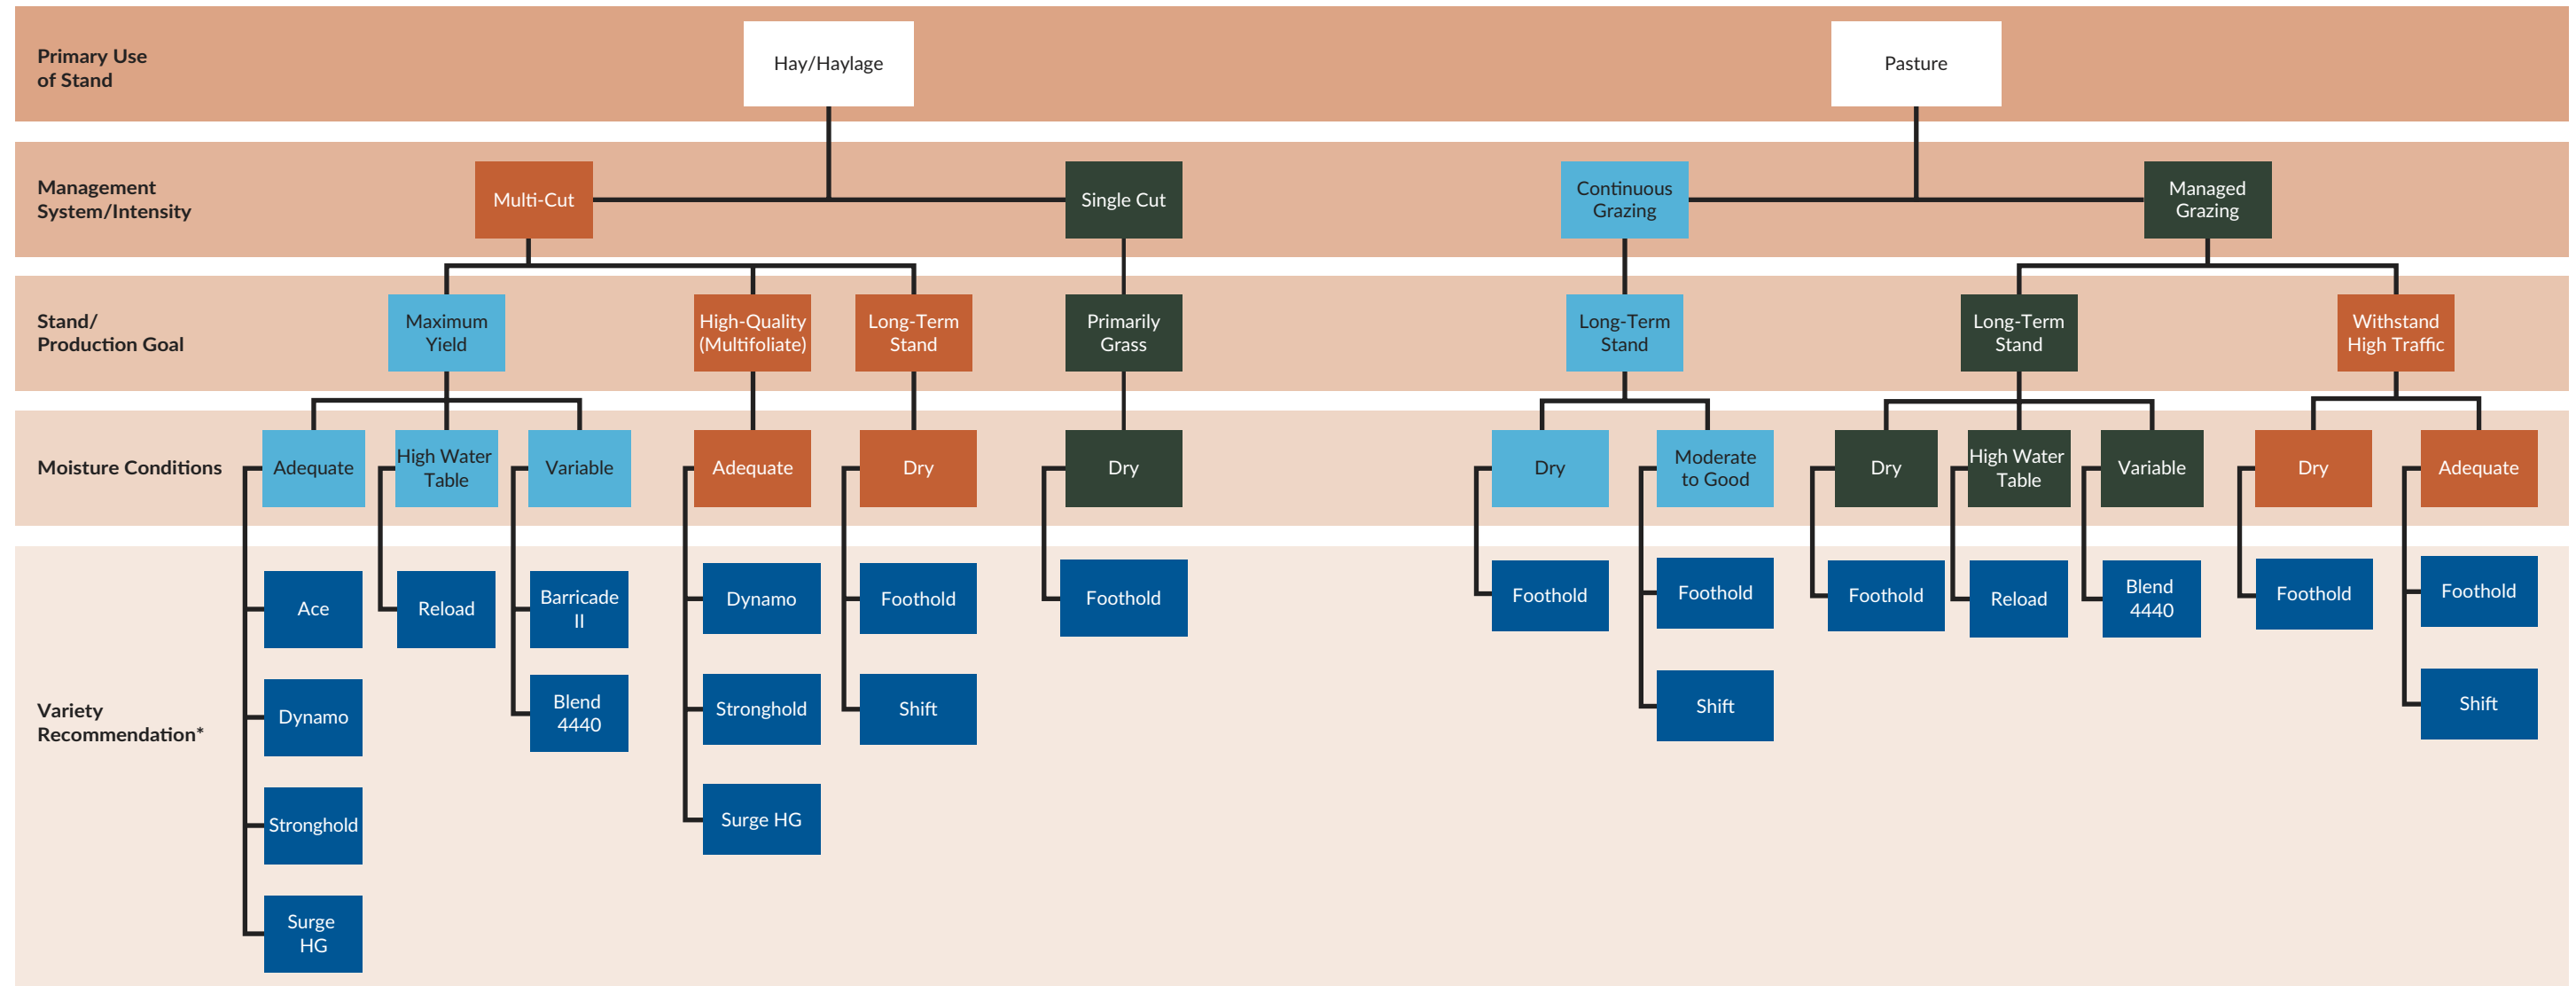 Primary Use
of Stand
Hay/Haylage
Pasture
Management
System/Intensity
Multi-Cut
Single Cut
Continuous
Grazing
Managed
Grazing
Stand/
Production Goal
Maximum
Yield
High-Quality
(Multifoliate)
Long-Term
Stand
Primarily
Grass
Long-Term
Stand
Long-Term
Stand
Withstand
High Traffic
Moisture Conditions
Adequate
High Water
Table
Variable
Adequate
Dry
Dry
Dry
Moderate
to Good
Dry
High Water
Table
Variable
Dry
Adequate
Variety
Recommendation*
Ace
Dynamo
Stronghold
Surge
HG
Reload
Barricade
II
Blend
4440
Dynamo
Stronghold
Surge HG
Foothold
Shift
Foothold
Foothold
Foothold
Shift
Foothold
Reload
Blend
4440
Foothold
Foothold
Shift